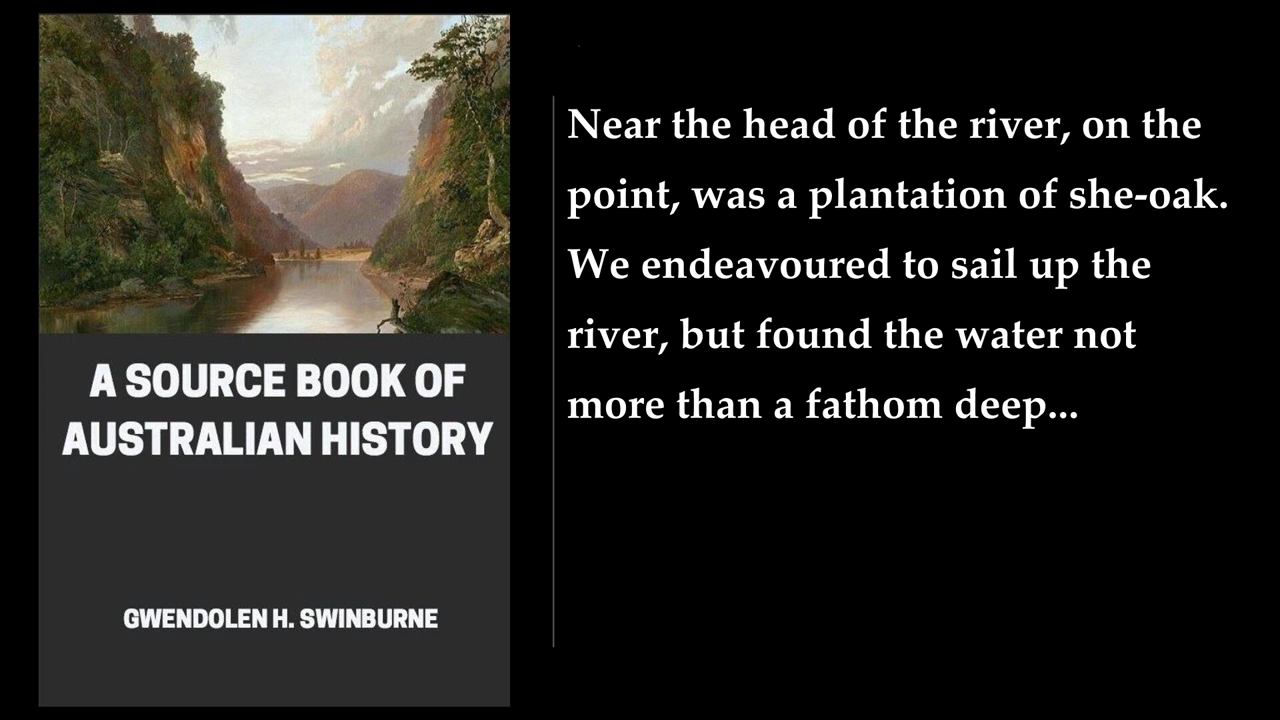 A SOURCE BOOK OF
AUSTRALIAN HISTORY
GWENDOLEN H. SWINBURNE
Near the head of the river, on the
point, was a plantation of she-oak.
We endeavoured to sail up the
river, but found the water not
more than a fathom deep...